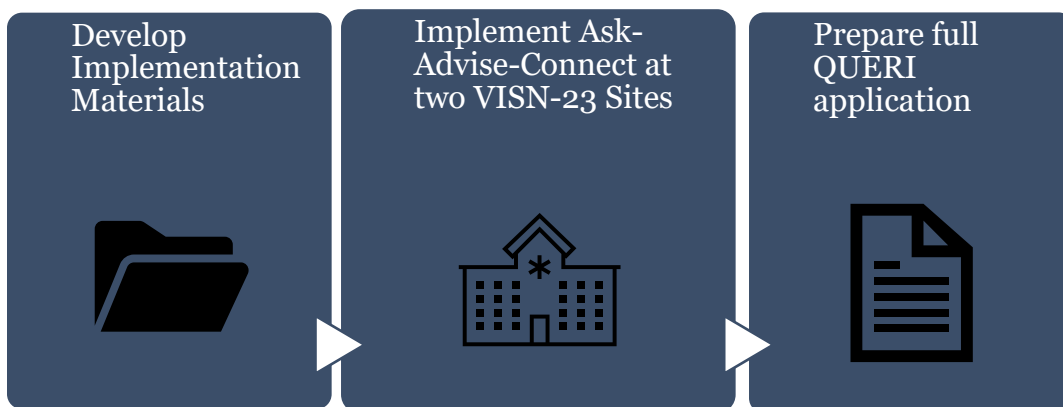 Develop
Implementation
Materials
Implement Ask-
Advise-Connect at
two VISN-23 Sites
Prepare full
QUERI
application